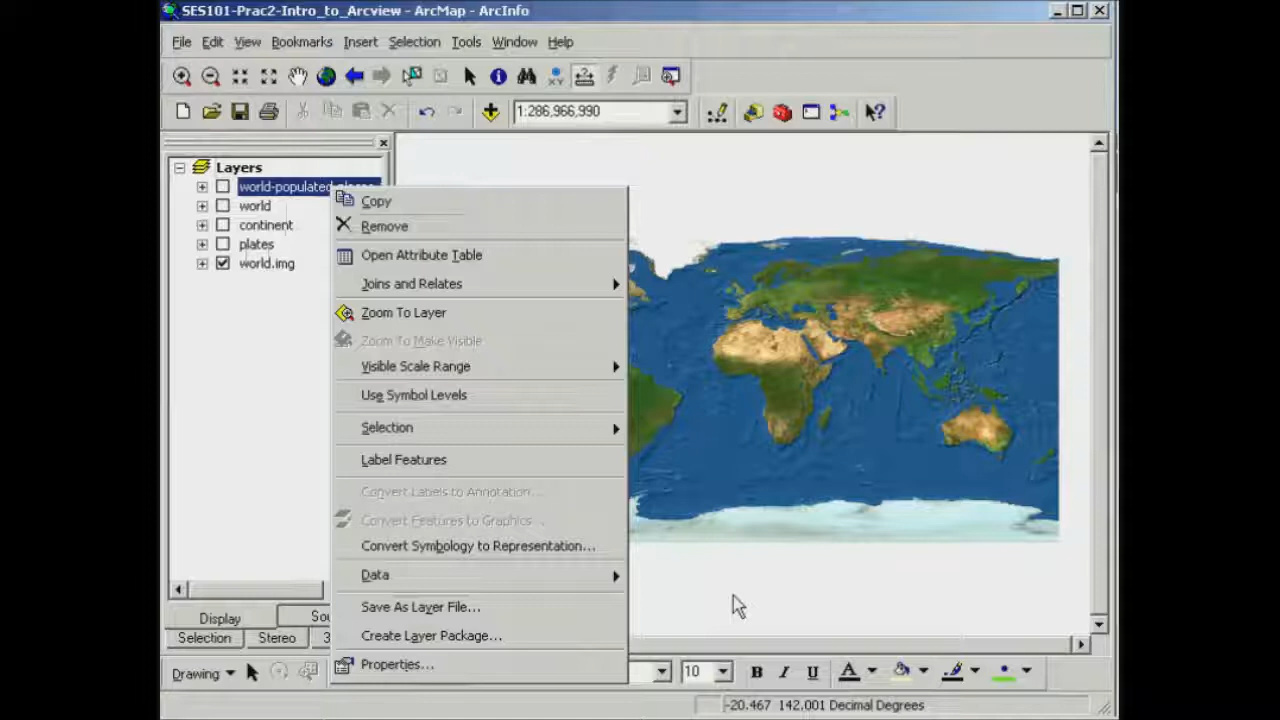 SES101-Prac2-Intro_to_Arcview - ArcMap - ArcInfo
File Edit View Bookmarks Insert Selection Tools Window Help
1:286,966,990
Layers
world-populated
world
continent
plates
world.img
Copy
Remove
Open Attribute Table
Joins and Relates
Zoom To Layer
Zoom To Make Visible
Visible Scale Range
Use Symbol Levels
Selection
Label Features
Convert Labels to Annotation...
Convert Features to Graphics...
Convert Symbology to Representation...
Data
Save As Layer File...
Create Layer Package...
Properties...
Display Sou
Selection Stereo 3
Drawing 10 B I U A
-20.467 142.001 Decimal Degrees